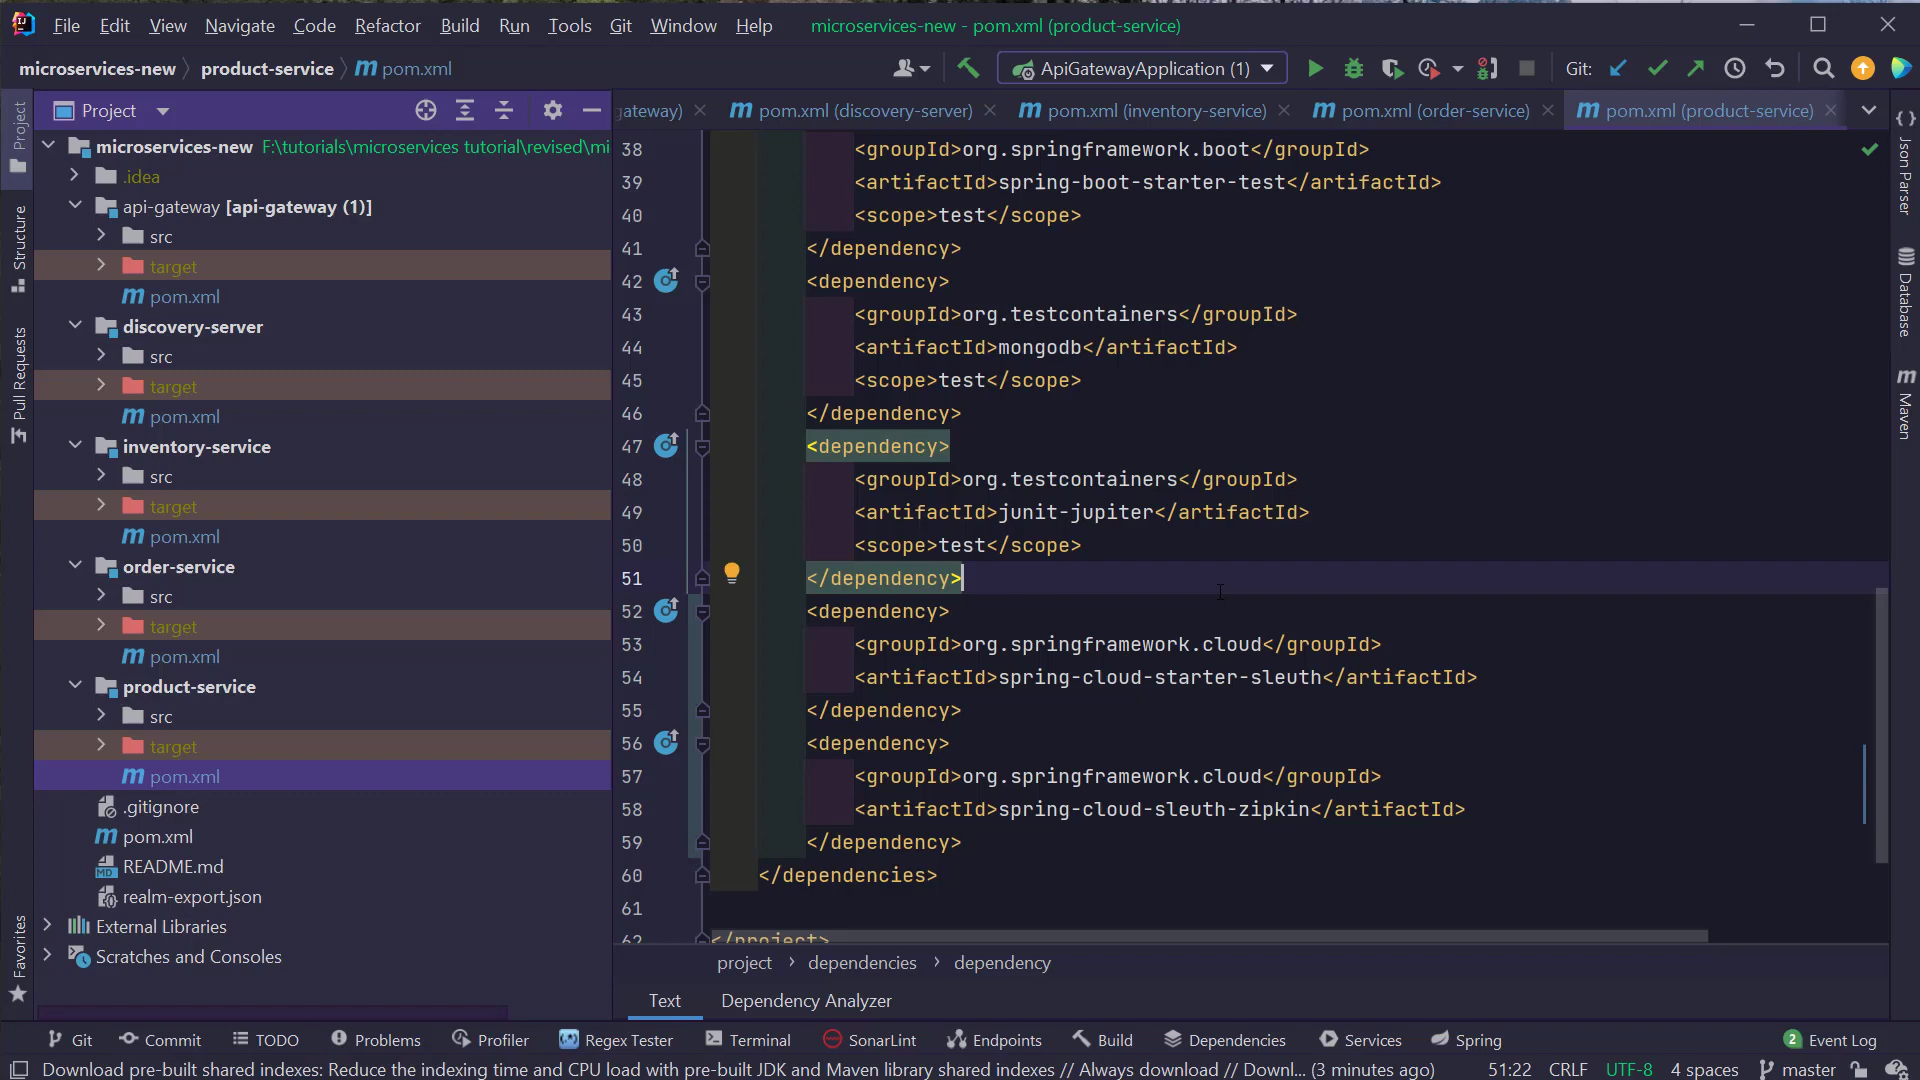 File Edit View Navigate Code Refactor Build Run Tools Git Window Help microservices-new - pom.xml (product-service)
microservices-new product-service pom.xml ApiGatewayApplication (1) Git:
Project
gateway) pom.xml (discovery-server) pom.xml (inventory-service) pom.xml (order-service) pom.xml (product-service)
Project
Structure
Pull Requests
Favorites
microservices-new F:\tutorials\microservices tutorial\revised\mi
.idea
api-gateway [api-gateway (1)]
src
target
pom.xml
discovery-server
src
target
pom.xml
inventory-service
src
target
pom.xml
order-service
src
target
pom.xml
product-service
src
target
pom.xml
.gitignore
pom.xml
README.md
realm-export.json
External Libraries
Scratches and Consoles
38 <groupId>org.springframework.boot</groupId>
39 <artifactId>spring-boot-starter-test</artifactId>
40 <scope>test</scope>
41 </dependency>
42 <dependency>
43 <groupId>org.testcontainers</groupId>
44 <artifactId>mongodb</artifactId>
45 <scope>test</scope>
46 </dependency>
47 <dependency>
48 <groupId>org.testcontainers</groupId>
49 <artifactId>junit-jupiter</artifactId>
50 <scope>test</scope>
51 </dependency>
52 <dependency>
53 <groupId>org.springframework.cloud</groupId>
54 <artifactId>spring-cloud-starter-sleuth</artifactId>
55 </dependency>
56 <dependency>
57 <groupId>org.springframework.cloud</groupId>
58 <artifactId>spring-cloud-sleuth-zipkin</artifactId>
59 </dependency>
60 </dependencies>
61
62 </project>
project dependencies dependency
Text Dependency Analyzer
Json Parser
Database
Maven
Git Commit TODO Problems Profiler Regex Tester Terminal SonarLint Endpoints Build Dependencies Services Spring 2 Event Log
Download pre-built shared indexes: Reduce the indexing time and CPU load with pre-built JDK and Maven library shared indexes // Always download // Downl... (3 minutes ago) 51:22 CRLF UTF-8 4 spaces master